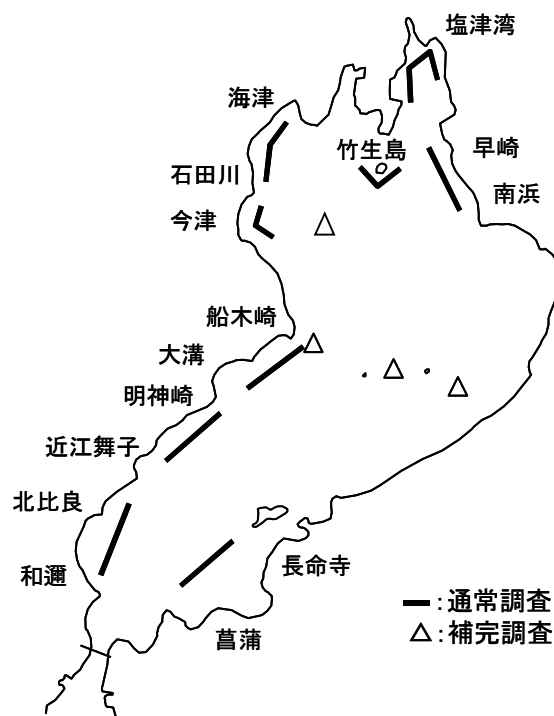 塩津湾
海津
竹生島
早崎
石田川
南浜
今津
船木崎
大溝
明神崎
近江舞子
北比良
長命寺
和邇
━:通常調査
△:補完調査
菖蒲